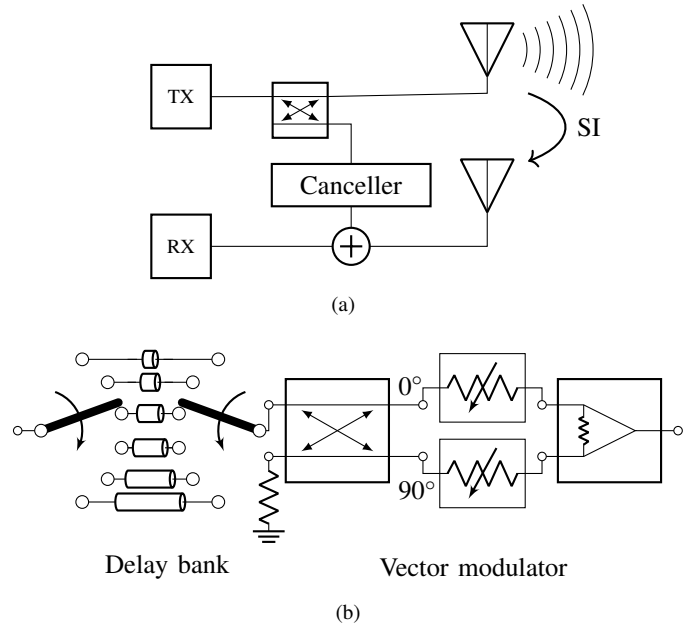 TX
SI
Canceller
RX
(a)
0°
90°
Delay bank
Vector modulator
(b)